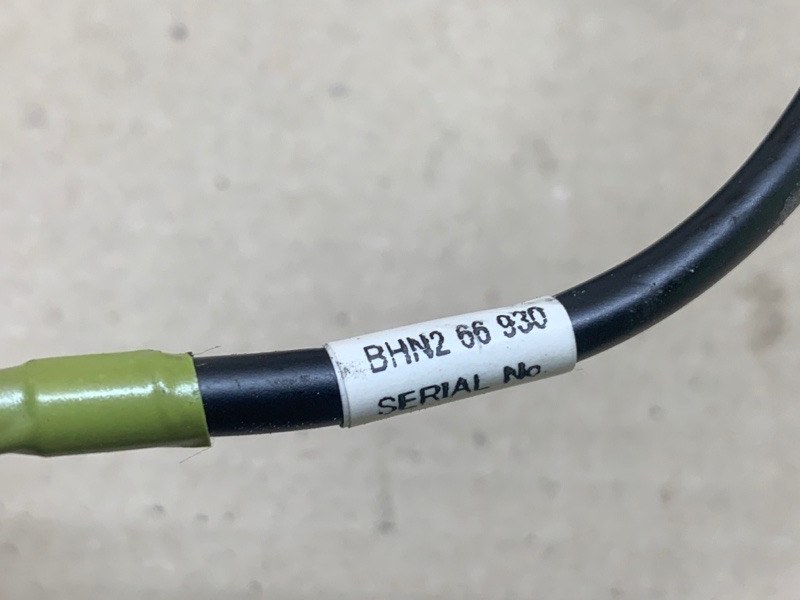 BHN2 66 930
SERIAL No.